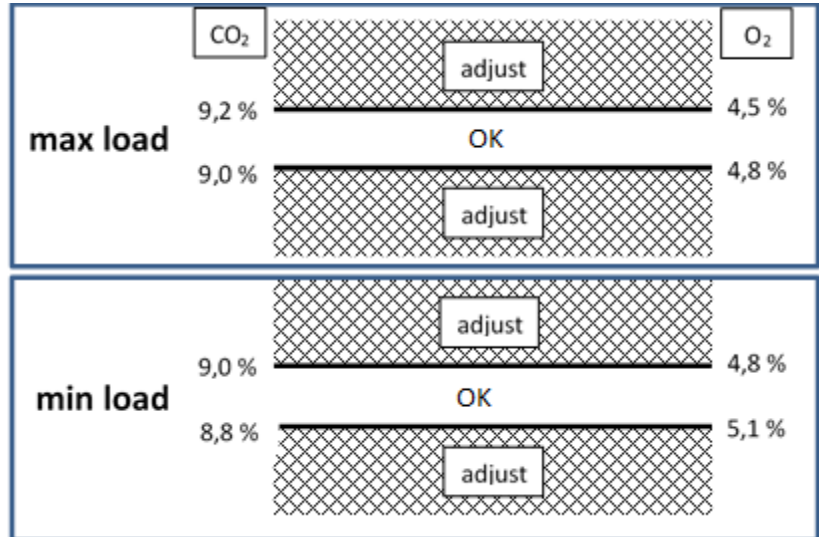 CO₂
O₂
adjust
9,2 %
4,5 %
max load
OK
9,0 %
4,8 %
adjust
adjust
9,0 %
4,8 %
min load
OK
8,8 %
5,1 %
adjust